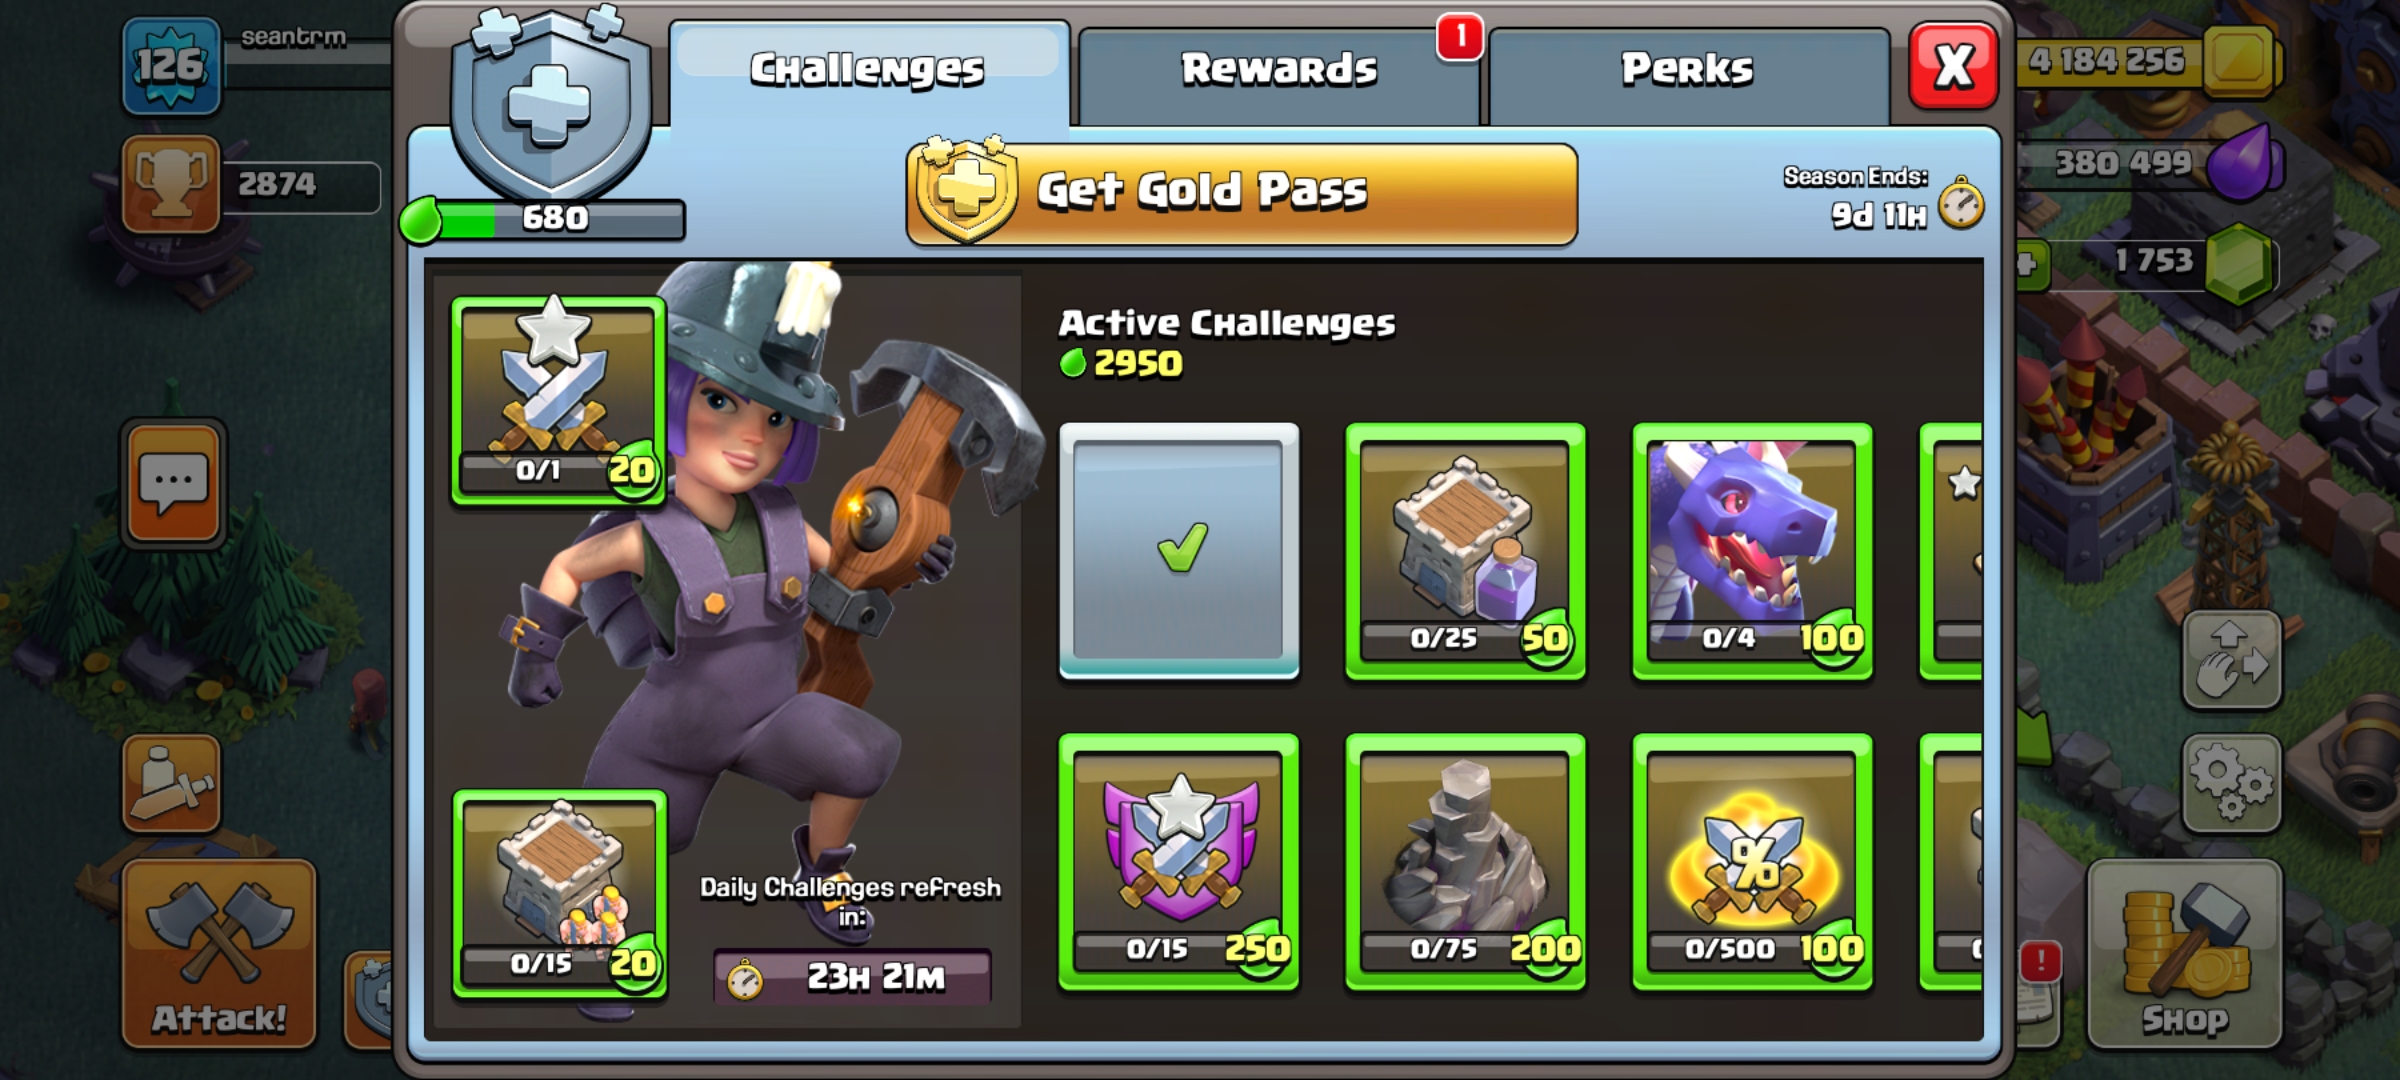 126
seantrm
2874
Challenges
Rewards
1
Perks
X
4 184 256
380 499
1 753
680
Get Gold Pass
Season Ends:
9d 11H
Active Challenges
2950
0/1
20
0/25
50
0/4
100
0/15
250
0/75
200
%
0/500
100
0/15
20
Daily Challenges refresh
in:
23H 21M
Attack!
!
Shop